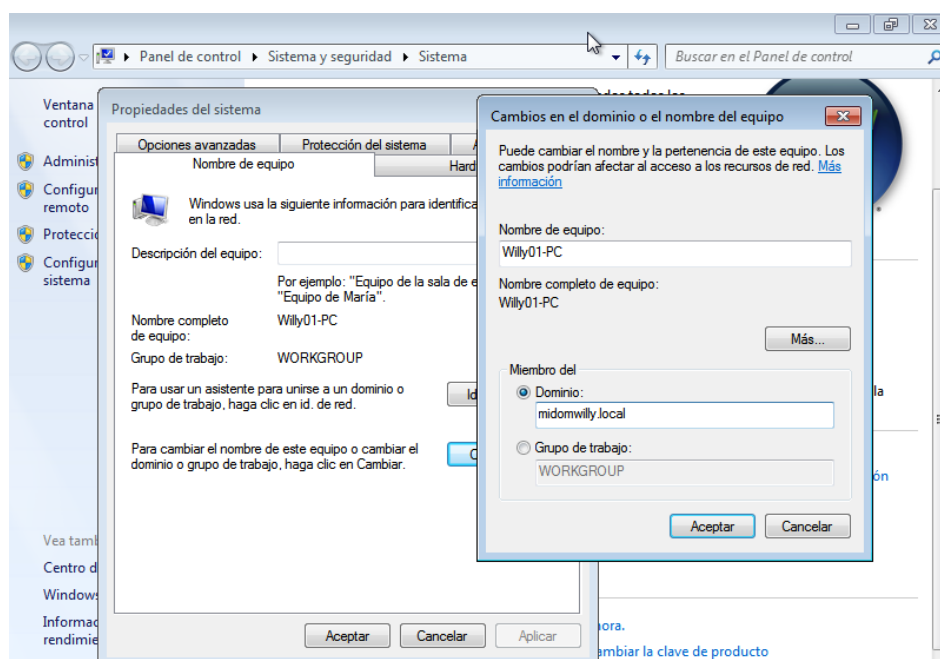 Panel de control
Sistema y seguridad
Sistema
Buscar en el Panel de control
Ventana
control
Configu
remoto
sistema
Vea tamb
Centro d
Windows
rendimie
Propiedades del sistema
Opciones avanzadas
Protección del sistema
Nombre de equipo
Hard
Windows usa la siguiente información para identifica
en la red.
Descripción del equipo:
Por ejemplo: "Equipo de la sala de e
"Equipo de María".
Nombre completo
de equipo:
Willy01-PC
Grupo de trabajo:
WORKGROUP
Para usar un asistente para unirse a un dominio o
grupo de trabajo, haga clic en id. de red.
Id
Para cambiar el nombre de este equipo o cambiar el
dominio o grupo de trabajo, haga clic en Cambiar.
C
Aceptar
Cancelar
Aplicar
Cambios en el dominio o el nombre del equipo
Puede cambiar el nombre y la pertenencia de este equipo. Los
cambios podrían afectar al acceso a los recursos de red. Más
información
Nombre de equipo:
Willy01-PC
Nombre completo de equipo:
Willy01-PC
Más...
Miembro del
Dominio:
midomwilly.local
Grupo de trabajo:
WORKGROUP
Aceptar
Cancelar
la
ón
ora.
ambiar la clave de producto